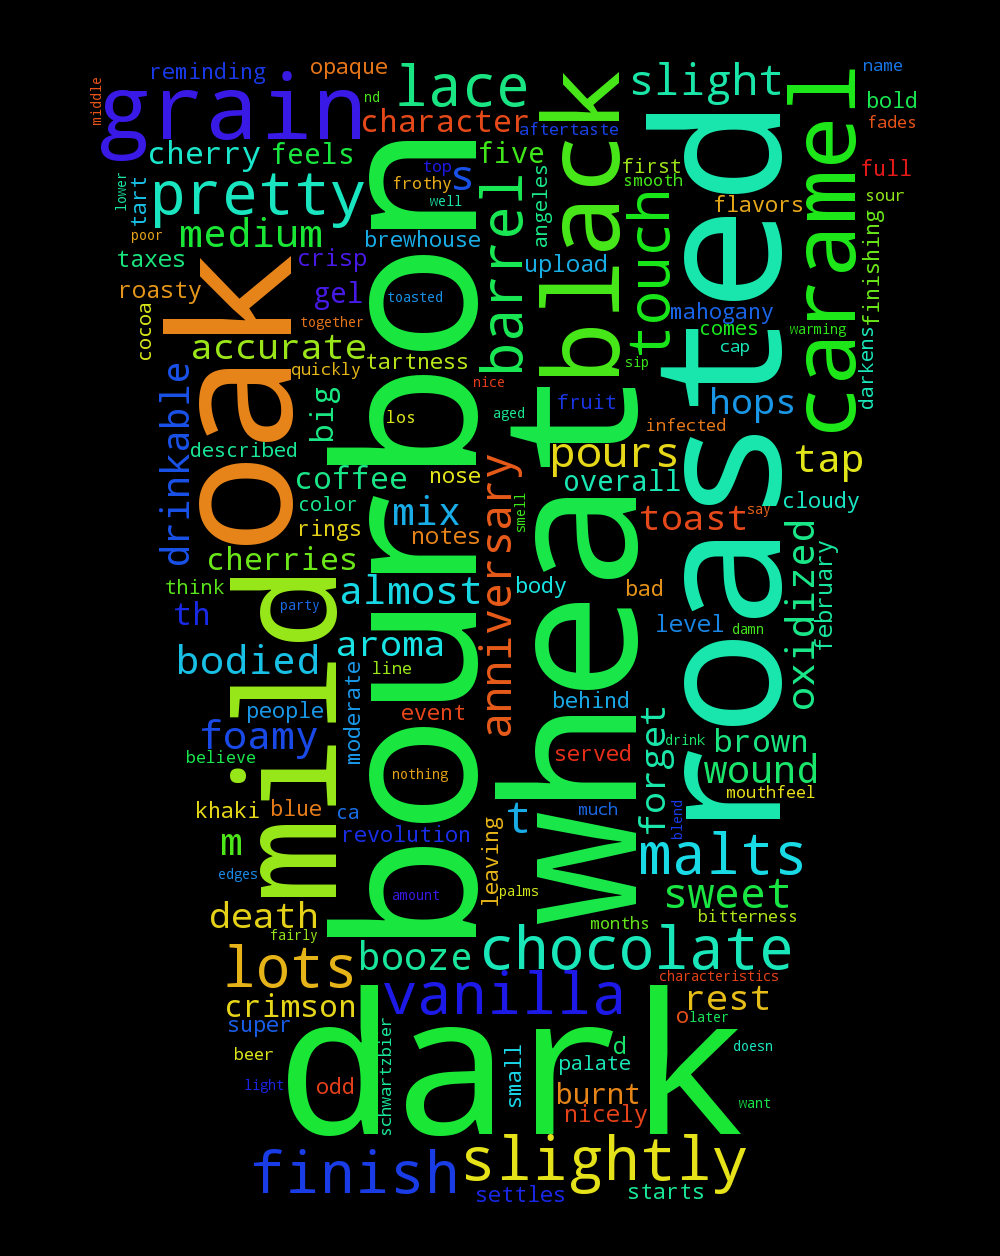 reminding
opaque
lace
slight
name
middle
grain
nd
character
aftertaste
black
caramel
bold
fades
cherry
feels
top
five
first
full
lower
tart
pretty
bourbon
frothy
s
well
barrel
angeles
smooth
touch
roasted
flavors
sour
finishing
poor
medium
brewhouse
taxes
crisp
upload
roasty
gel
toasted
mahogany
cocoa
oak
together
comes
warming
accurate
cap
darkens
tartness
sip
quickly
drinkable
big
nice
wheat
fruit
hops
los
aged
infected
described
pours
tap
coffee
nose
overall
color
mix
anniversary
smell
toast
say
cloudy
rings
notes
oxidized
february
cherries
think
mild
almost
body
bad
th
party
level
damn
aroma
bodied
line
moderate
people
event
behind
forget
drink
brown
foamy
believe
nothing
served
wound
mouthfeel
khaki
blue
ca
t
much
blend
m
revolution
leaving
malts
edges
amount
palms
sweet
death
fairly
months
bitterness
booze
chocolate
lots
vanilla
characteristics
rest
crimson
super
dark
o
later
schwartzbier
beer
small
d
palate
doesn
light
odd
burnt
nicely
want
finish
slightly
settles
starts